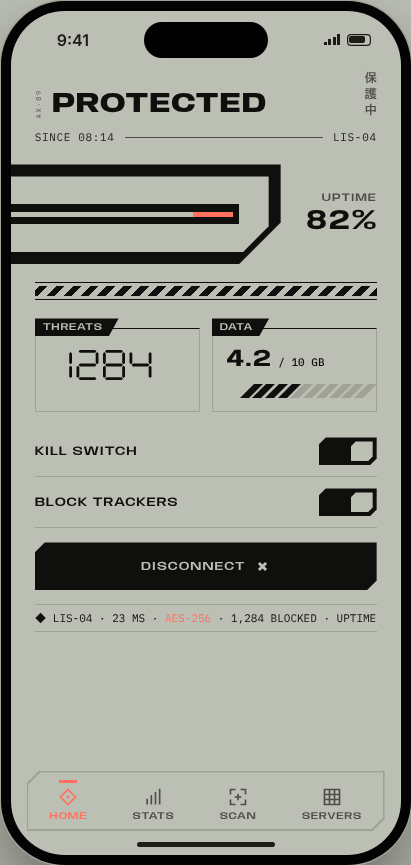 9:41
AX-09
PROTECTED
保護中
SINCE 08:14
LIS-04
UPTIME
82%
THREATS
1284
DATA
4.2 / 10 GB
KILL SWITCH
BLOCK TRACKERS
DISCONNECT
LIS-04 · 23 MS · AES-256 · 1,284 BLOCKED · UPTIME
HOME
STATS
SCAN
SERVERS